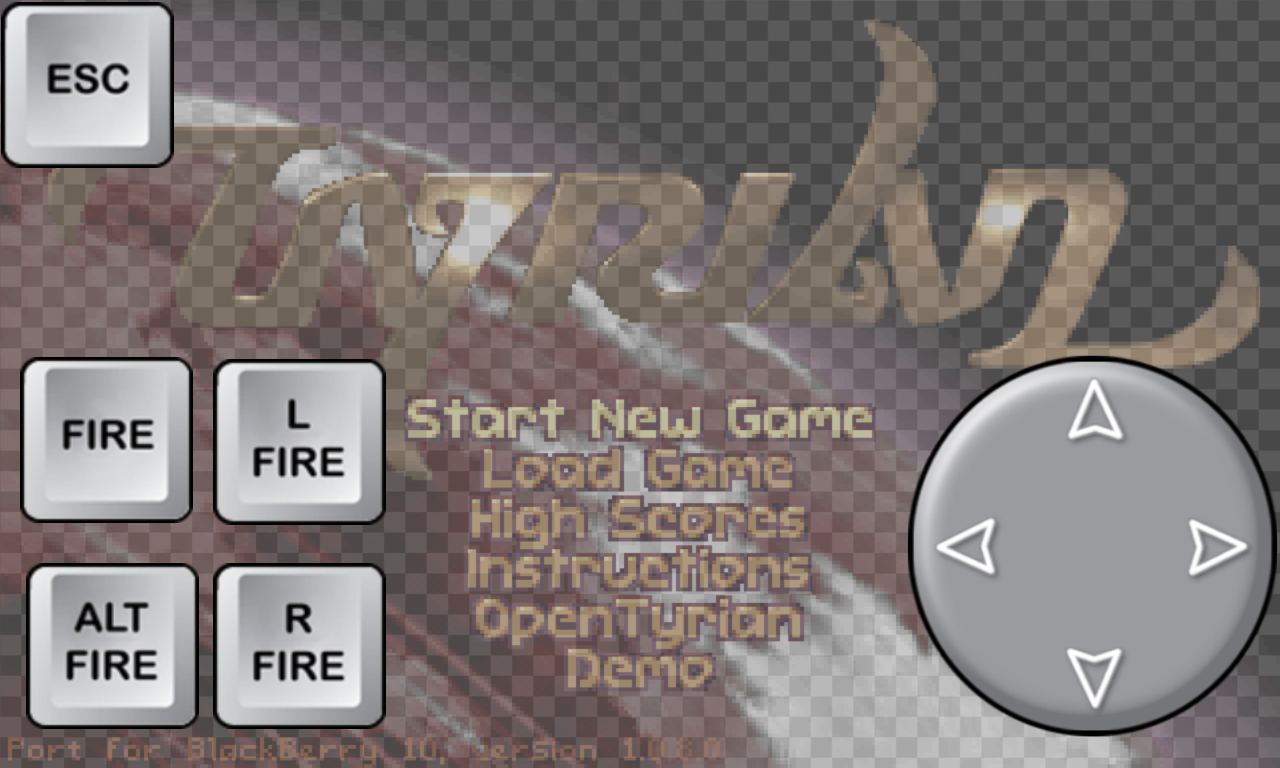 ESC
Tyrian
FIRE
L
FIRE
Start New Game
Load Game
High Scores
Instructions
OpenTyrian
Demo
ALT
FIRE
R
FIRE
Port for BlackBerry 10, version 1.0.6.0